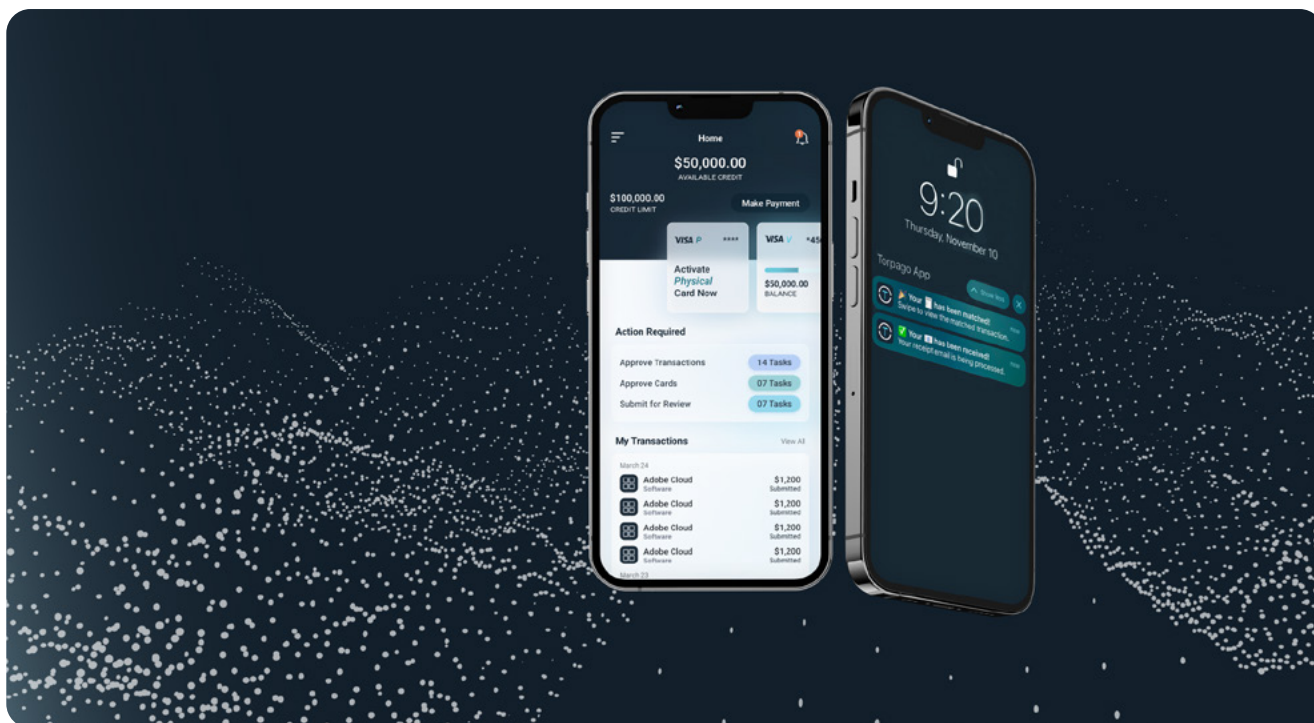 Home
1
$50,000.00
AVAILABLE CREDIT
$100,000.00
CREDIT LIMIT
Make Payment
VISA P ****
Activate
Physical
Card Now
VISA V *450
$50,000.00
BALANCE
Action Required
Approve Transactions 14 Tasks
Approve Cards 07 Tasks
Submit for Review 07 Tasks
My Transactions View All
March 24
Adobe Cloud $1,200
Software Submitted
Adobe Cloud $1,200
Software Submitted
Adobe Cloud $1,200
Software Submitted
Adobe Cloud $1,200
Software Submitted
March 23
9:20
Thursday, November 10
Torpago App
Show less
🎉 Your 🧾 has been matched! now
Swipe to view the matched transaction.
✅ Your 📧 has been received! now
Your receipt email is being processed.